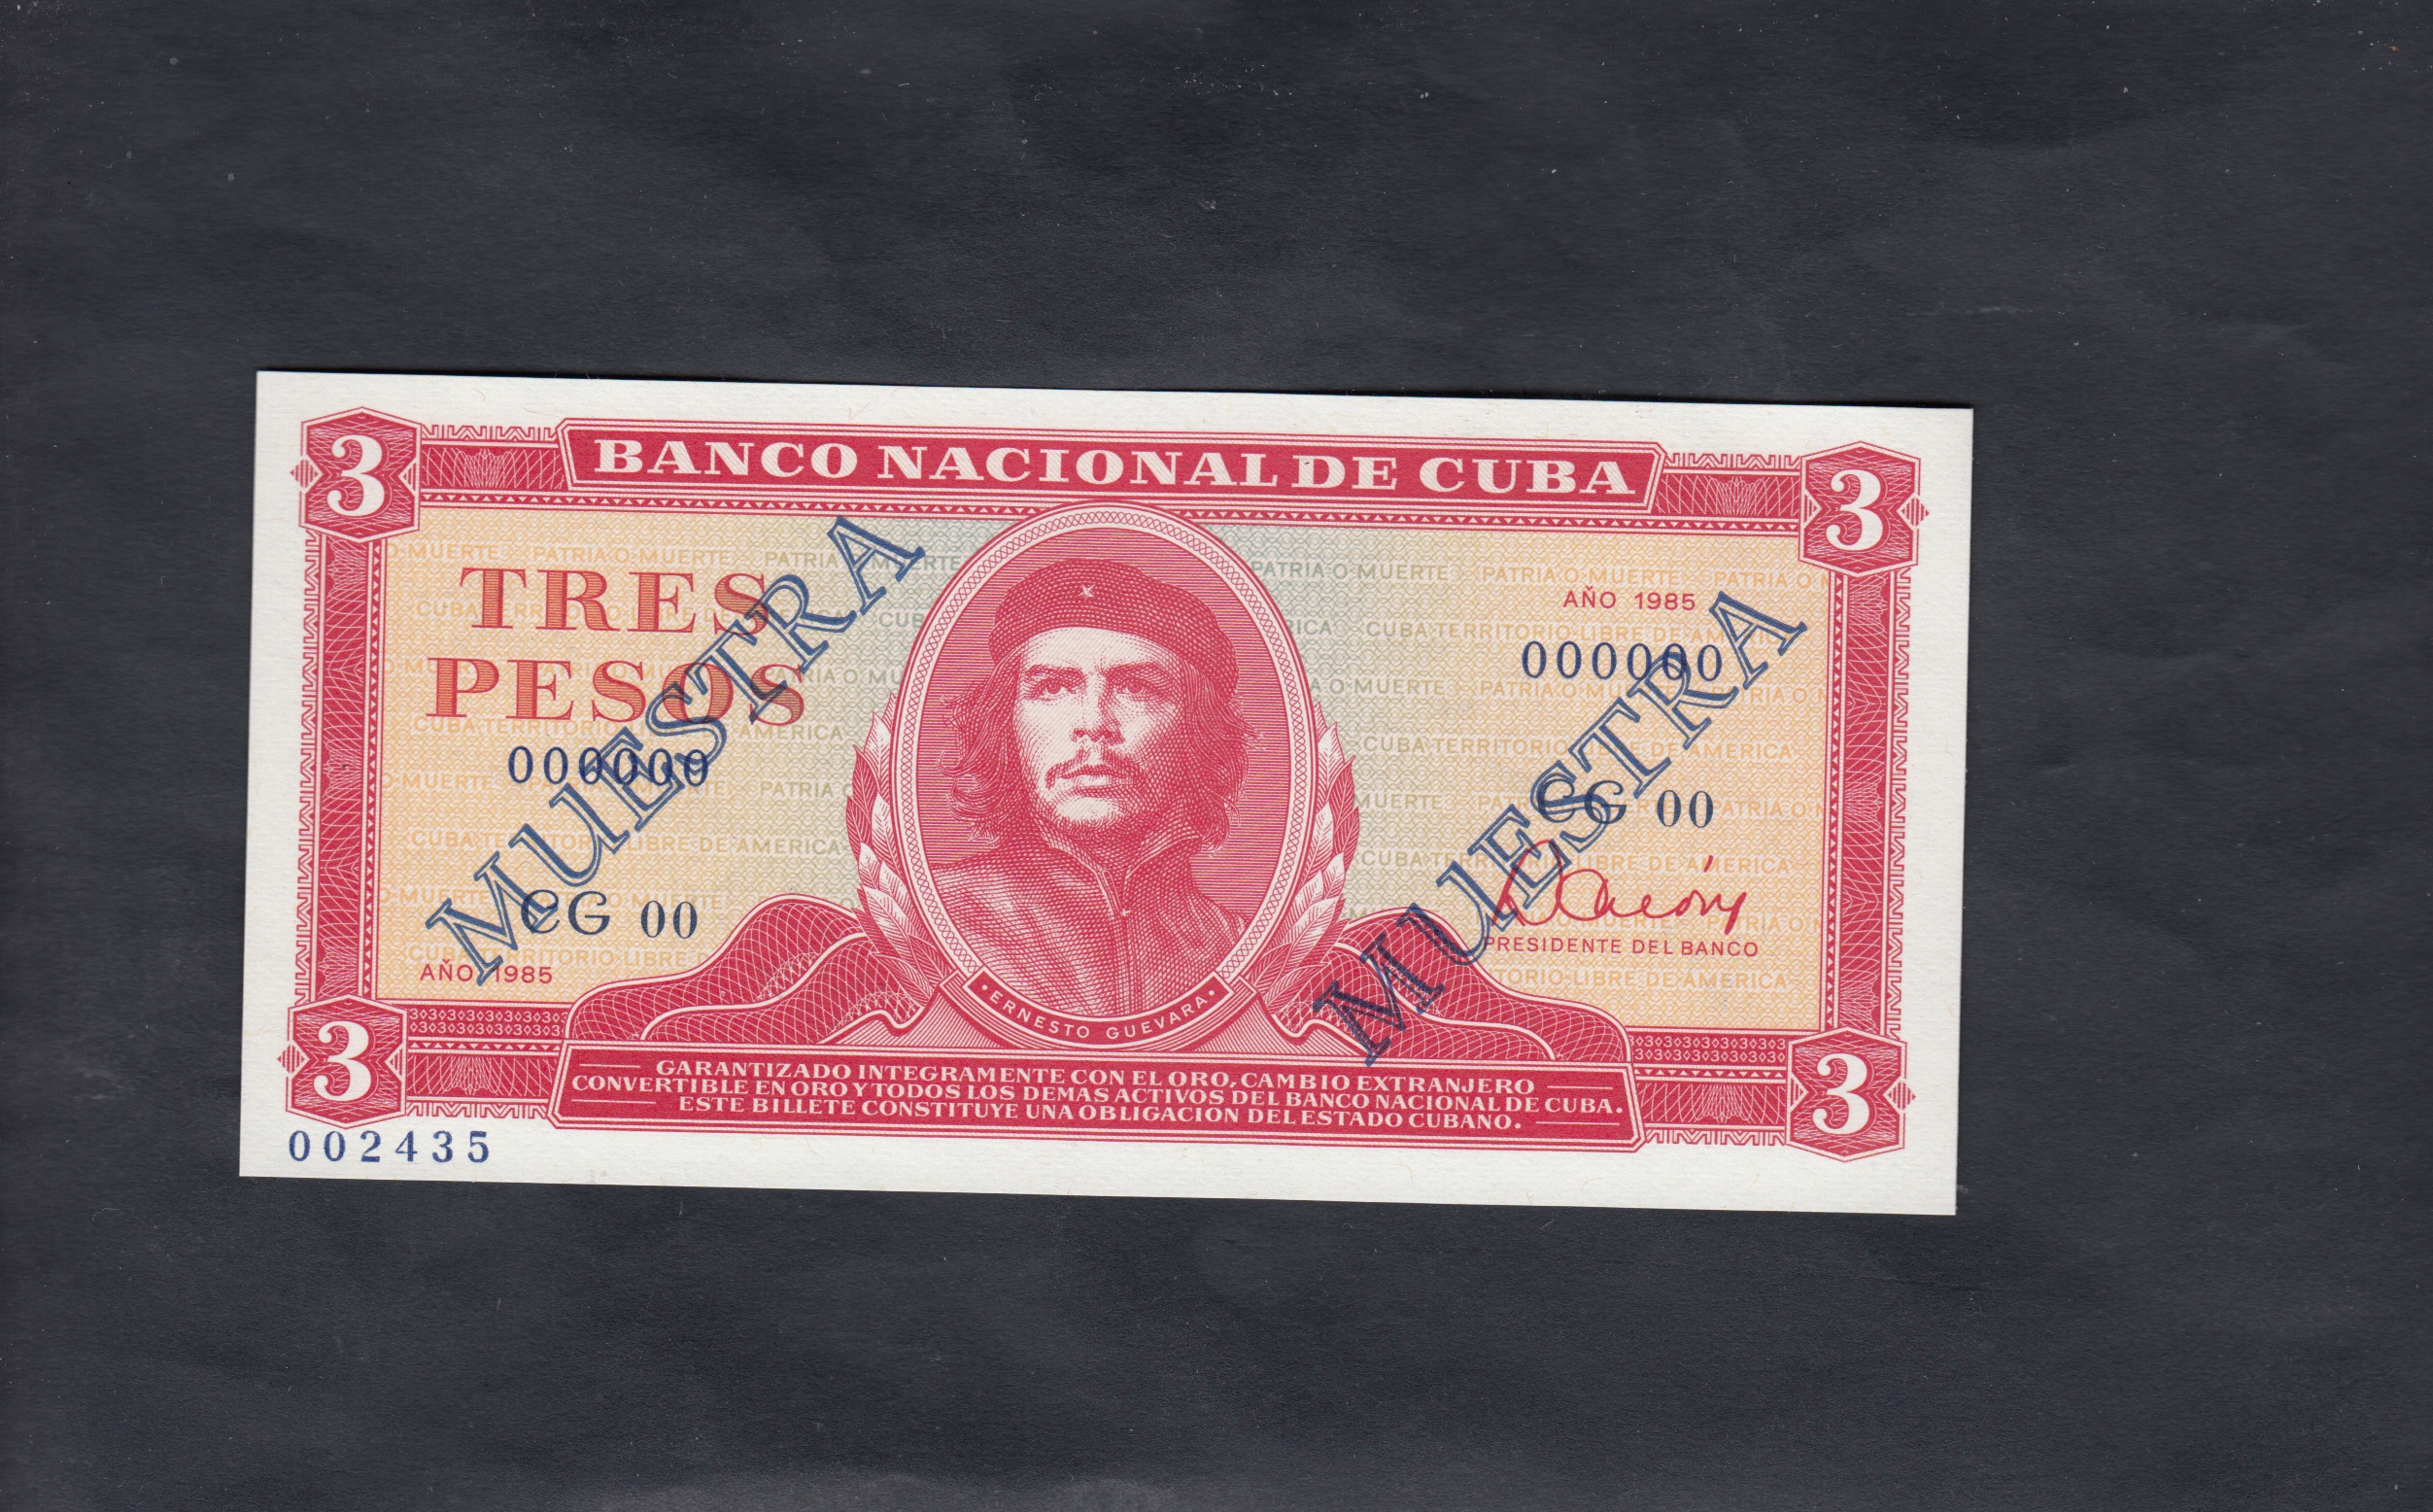 3 BANCO NACIONAL DE CUBA 3
PATRIA O MUERTE
CUBA TERRITORIO LIBRE DE AMERICA
TRES
PESOS
000000
CG 00
AÑO 1985
MUESTRA
ERNESTO GUEVARA
AÑO 1985
000000
CG 00
MUESTRA
PRESIDENTE DEL BANCO
3 3
GARANTIZADO INTEGRAMENTE CON EL ORO, CAMBIO EXTRANJERO
CONVERTIBLE EN ORO Y TODOS LOS DEMAS ACTIVOS DEL BANCO NACIONAL DE CUBA.
ESTE BILLETE CONSTITUYE UNA OBLIGACION DEL ESTADO CUBANO.
002435